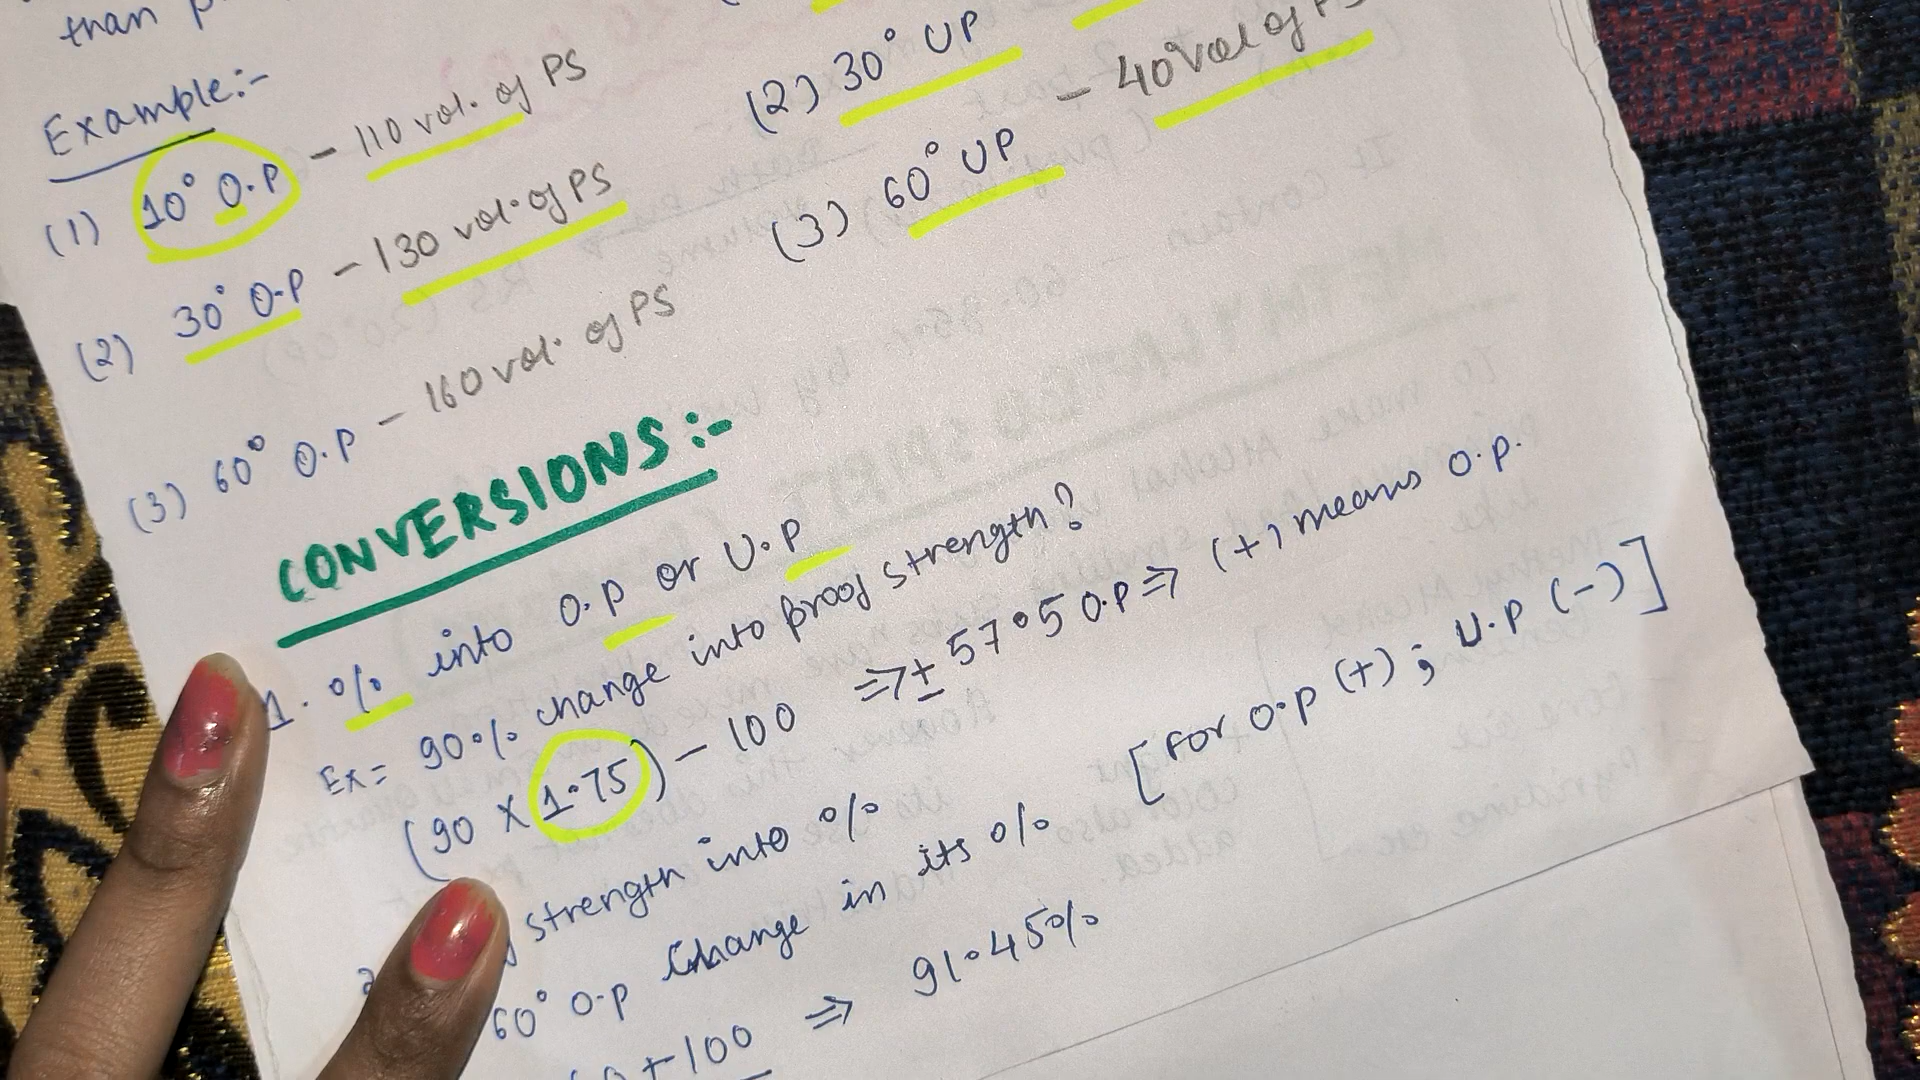 than
Example:-
(1) 10° O.P - 110 vol. of PS
(2) 30° O.P - 130 vol. of PS
(3) 60° O.P - 160 vol. of PS
(2) 30° UP
(3) 60° UP - 40 vol of PS
CONVERSIONS:-
1. % into O.P or U.P
Ex= 90% change into proof strength?
(90 X 1.75) - 100 => ± 57.5 O.P => (+) means O.P.
strength into % [For O.P (+) ; U.P (-)]
60° O.P Change in its %
+100 => 91.45%